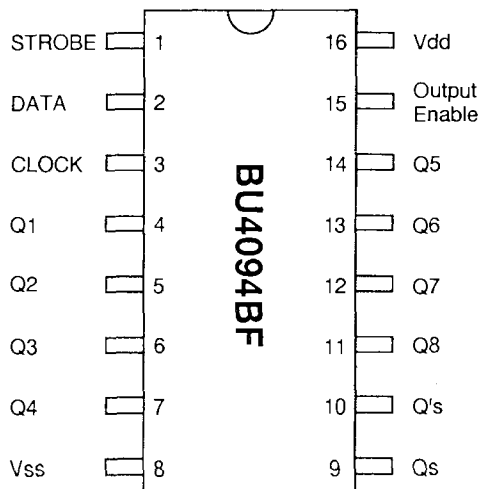 STROBE 1 16 Vdd
DATA 2 15 Output Enable
CLOCK 3 14 Q5
Q1 4 13 Q6
Q2 5 12 Q7
Q3 6 11 Q8
Q4 7 10 Q's
Vss 8 9 Qs
BU4094BF